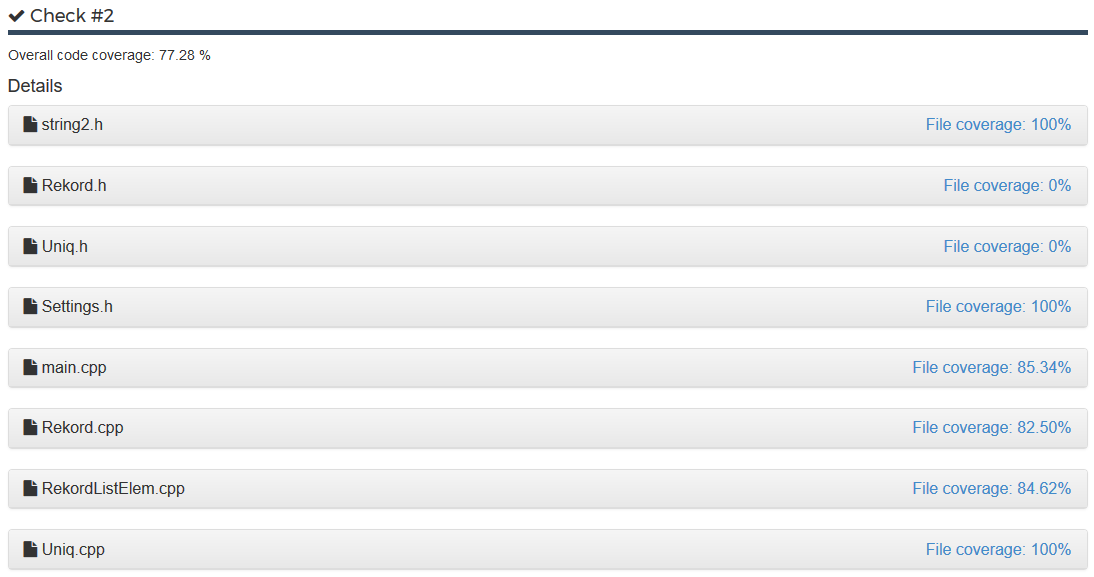 Check #2
Overall code coverage: 77.28 %
Details
string2.h File coverage: 100%
Rekord.h File coverage: 0%
Uniq.h File coverage: 0%
Settings.h File coverage: 100%
main.cpp File coverage: 85.34%
Rekord.cpp File coverage: 82.50%
RekordListElem.cpp File coverage: 84.62%
Uniq.cpp File coverage: 100%